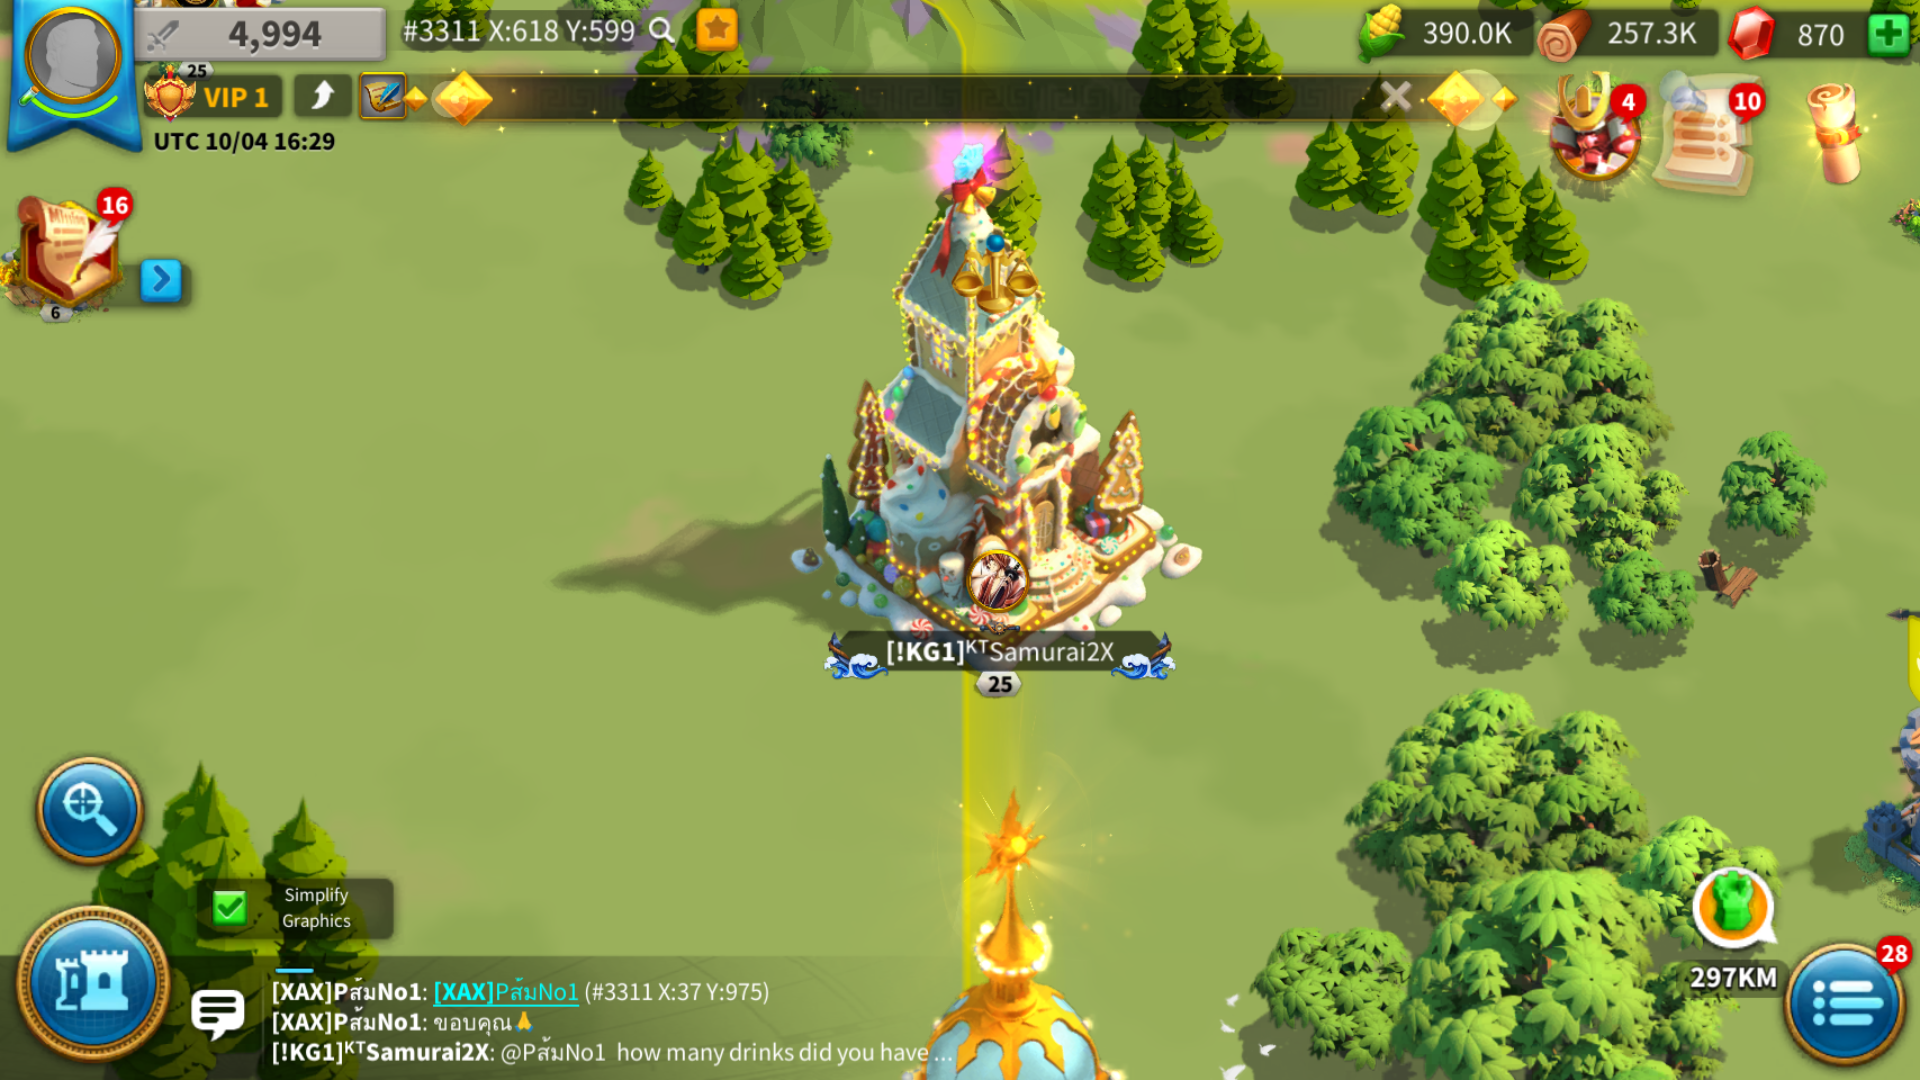 4,994
#3311 X:618 Y:599
390.0K
257.3K
870
25
VIP 1
4
10
UTC 10/04 16:29
Mission
16
6
[!KG1]ᴷᵀSamurai2X
25
Simplify
Graphics
297KM
28
[XAX]Pส้มNo1: [XAX]Pส้มNo1 (#3311 X:37 Y:975)
[XAX]Pส้มNo1: ขอบคุณ🙏
[!KG1]ᴷᵀSamurai2X: @Pส้มNo1 how many drinks did you have ...